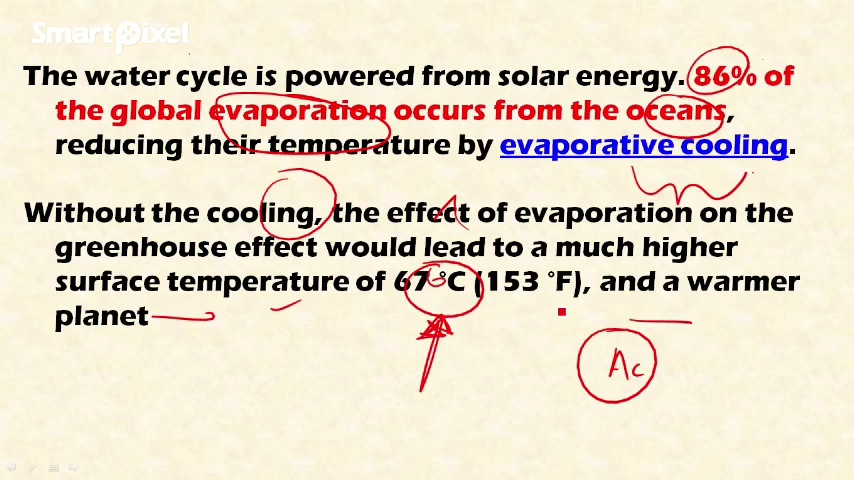 Smart pixel
The water cycle is powered from solar energy. 86% of
the global evaporation occurs from the oceans,
reducing their temperature by evaporative cooling.
Without the cooling, the effect of evaporation on the
greenhouse effect would lead to a much higher
surface temperature of 67 °C (153 °F), and a warmer
planet
Ac